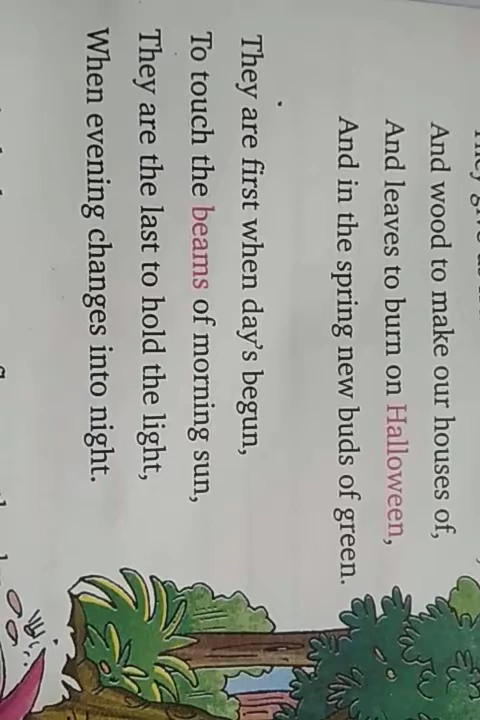 And wood to make our houses of,
And leaves to burn on Halloween,
And in the spring new buds of green.
They are first when day's begun,
To touch the beams of morning sun,
They are the last to hold the light,
When evening changes into night.